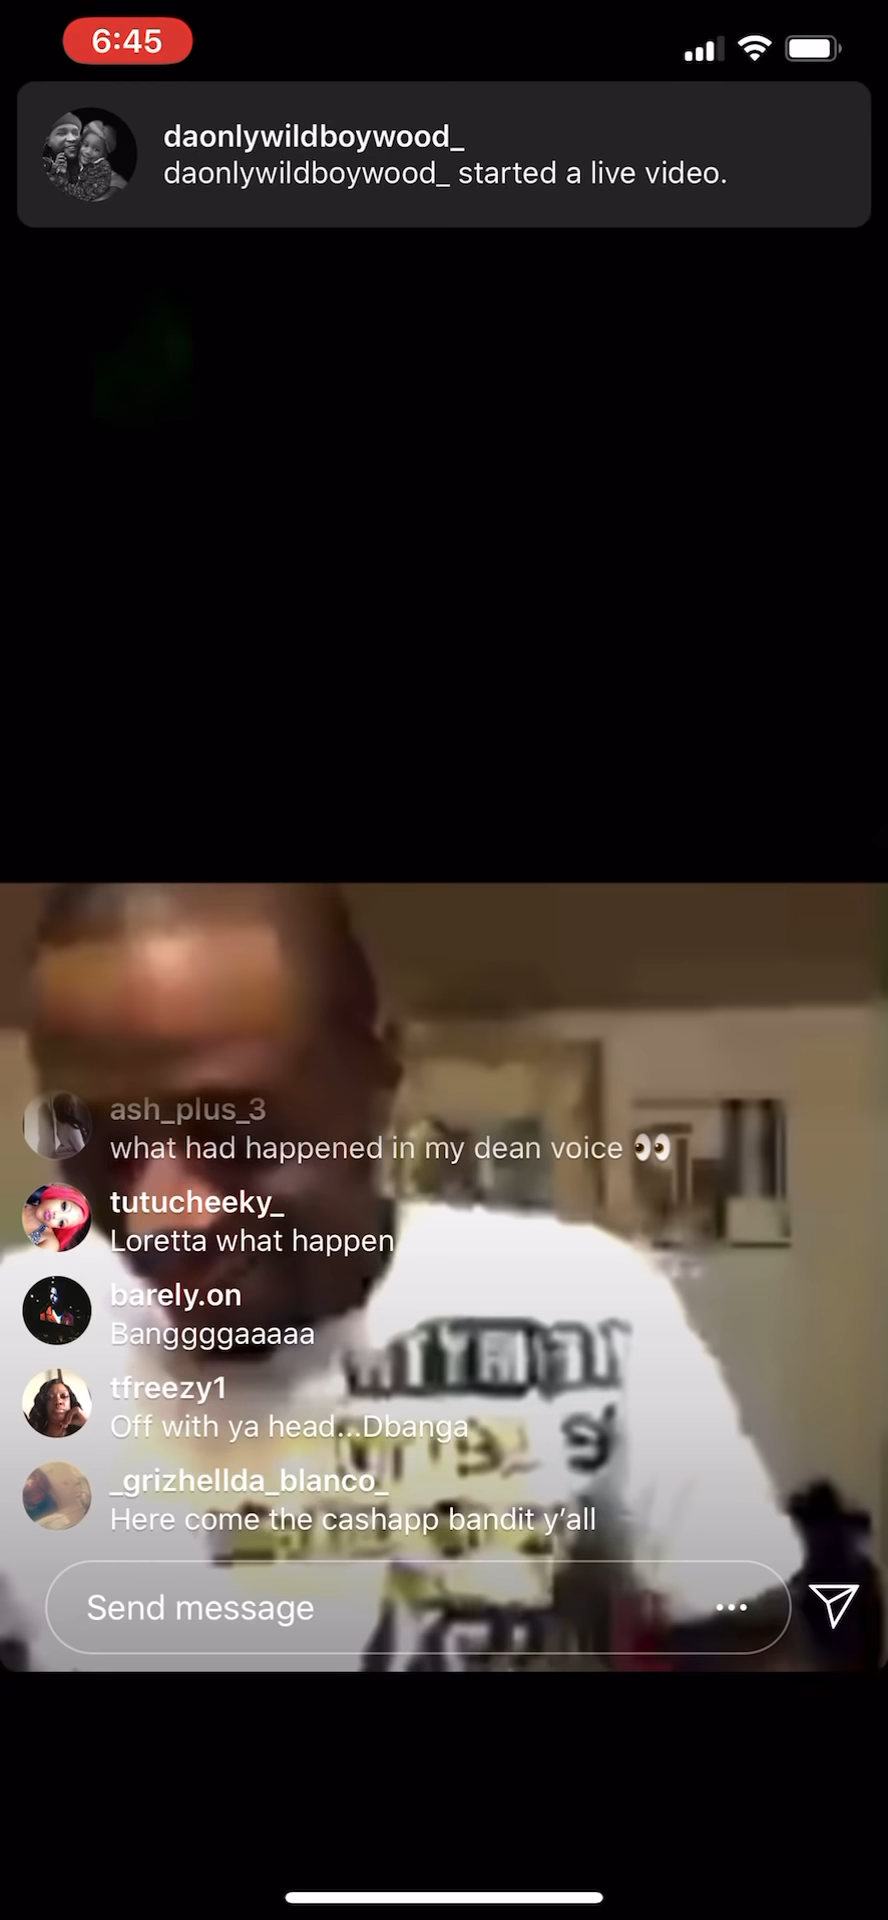 6:45
daonlywildboywood_
daonlywildboywood_ started a live video.
ash_plus_3
what had happened in my dean voice 👀
tutucheeky_
Loretta what happen
barely.on
Banggggaaaaa
tfreezy1
Off with ya head...Dbanga
_grizhellda_blanco_
Here come the cashapp bandit y’all
Send message